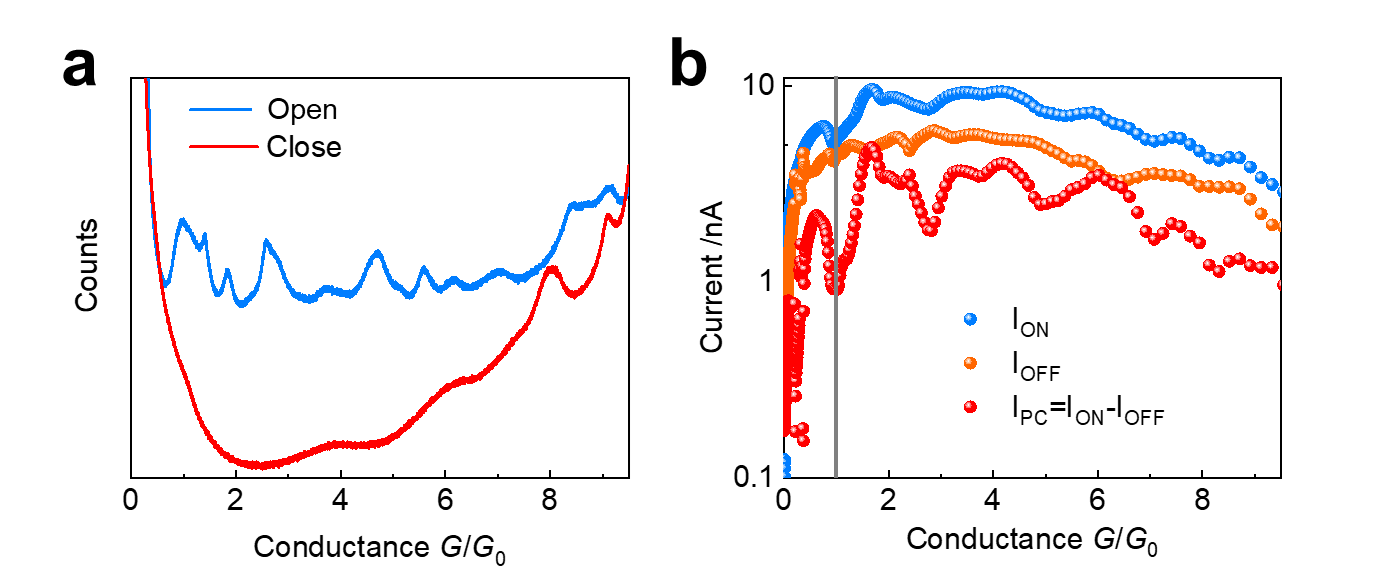 a
Open
Close
Counts
0 2 4 6 8
Conductance G/G0
b
10
1
0.1
Current /nA
ION
IOFF
IPC=ION-IOFF
0 2 4 6 8
Conductance G/G0